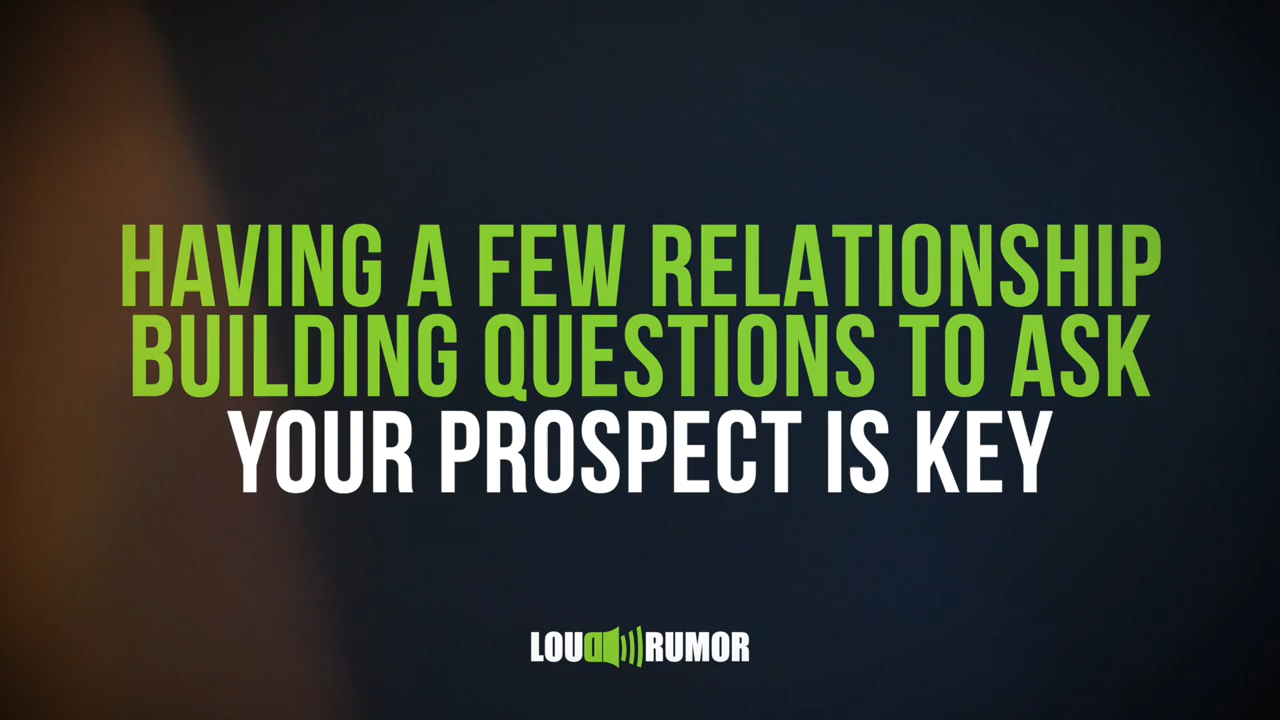 HAVING A FEW RELATIONSHIP
BUILDING QUESTIONS TO ASK
YOUR PROSPECT IS KEY
LOUD RUMOR